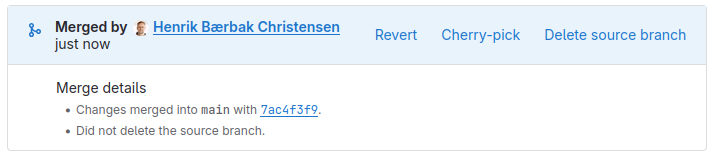 Merged by Henrik Bærbak Christensen
just now
Revert Cherry-pick Delete source branch
Merge details
• Changes merged into main with 7ac4f3f9.
• Did not delete the source branch.